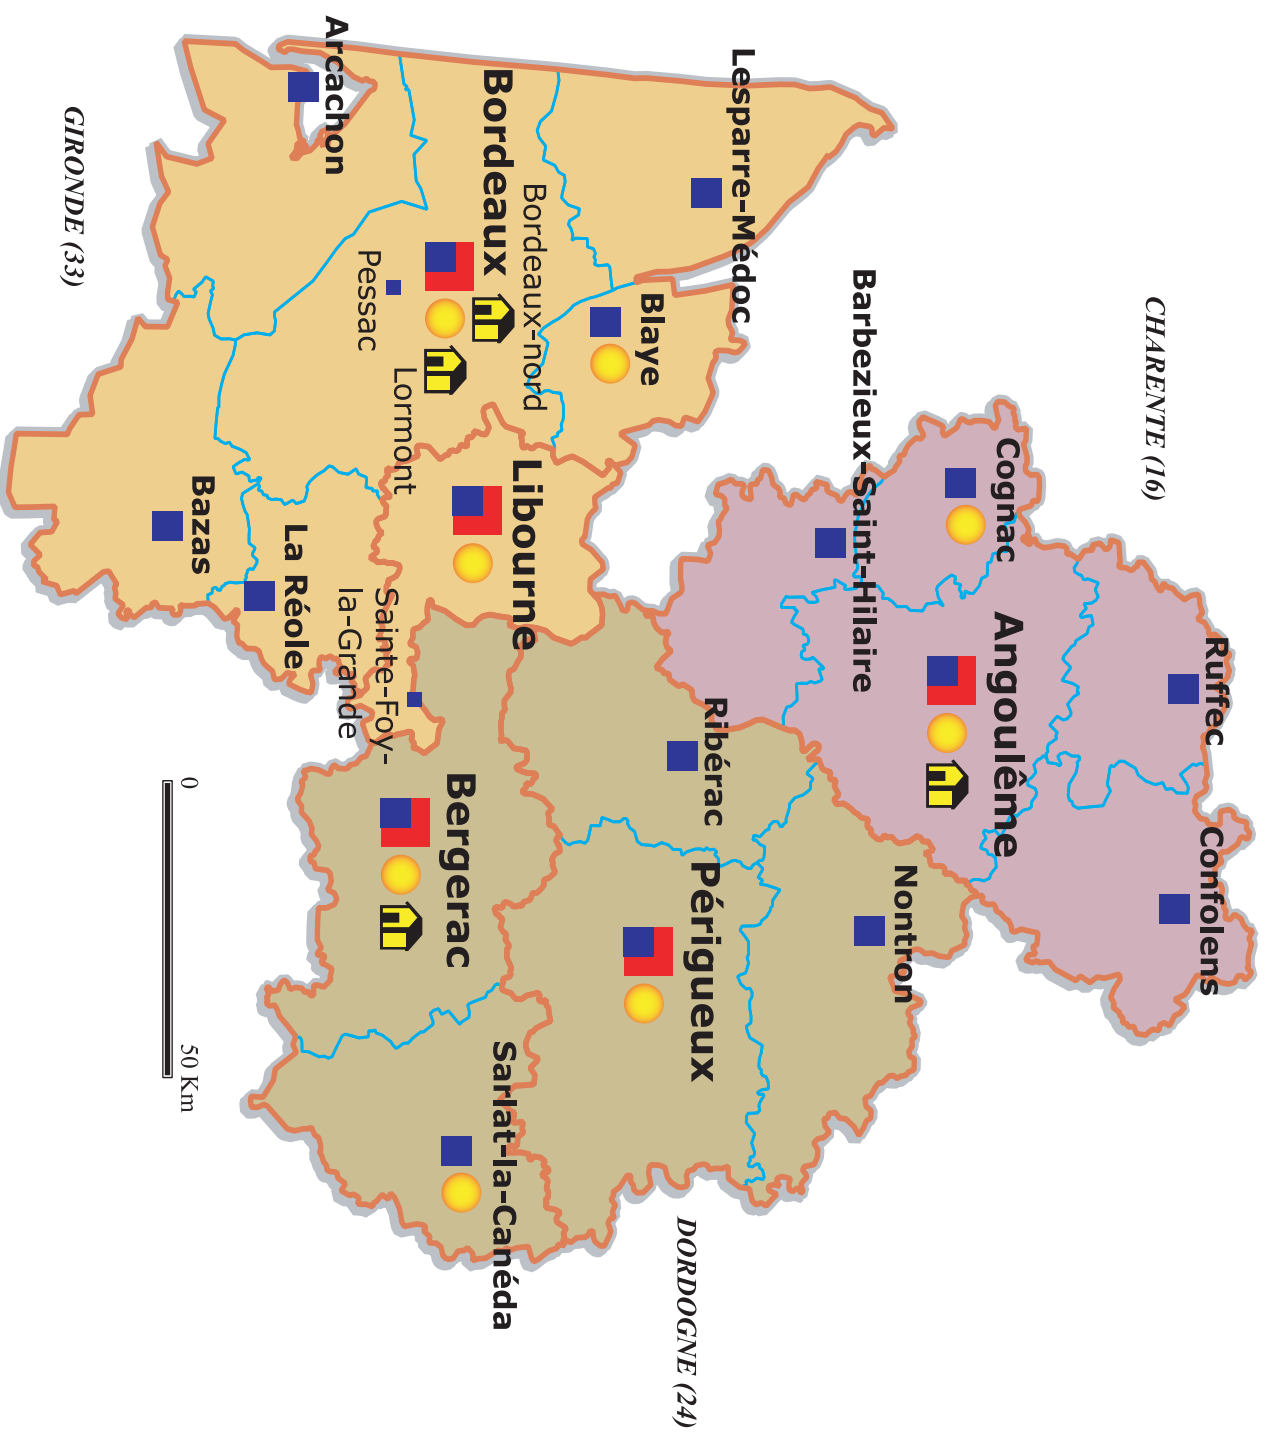 CHARENTE (16)
Ruffec
Confolens
Cognac
Angoulême
Barbezieux-Saint-Hilaire
Nontron
Lesparre-Médoc
Ribérac
Périgueux
DORDOGNE (24)
Blaye
Bordeaux-nord
Bordeaux
Libourne
Sarlat-la-Canéda
Bergerac
Lormont
Pessac
Sainte-Foy-
la-Grande
Arcachon
La Réole
Bazas
GIRONDE (33)
0
50 Km